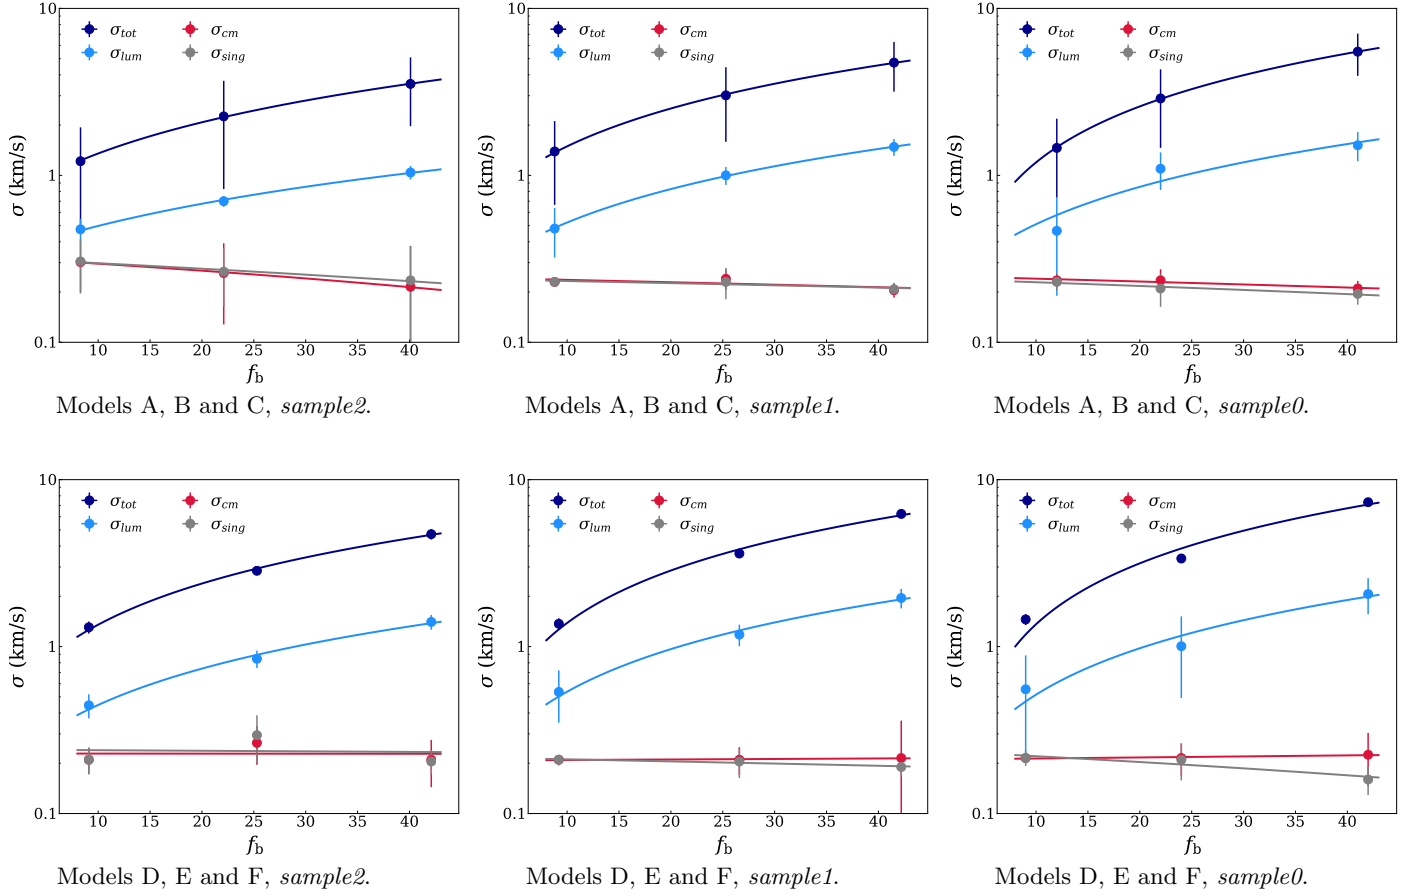 10
1
0.1
σ (km/s)
σtot
σlum
σcm
σsing
10 15 20 25 30 35 40
fb
Models A, B and C, sample2.
10
1
0.1
σ (km/s)
σtot
σlum
σcm
σsing
10 15 20 25 30 35 40
fb
Models A, B and C, sample1.
10
1
0.1
σ (km/s)
σtot
σlum
σcm
σsing
10 15 20 25 30 35 40
fb
Models A, B and C, sample0.
10
1
0.1
σ (km/s)
σtot
σlum
σcm
σsing
10 15 20 25 30 35 40
fb
Models D, E and F, sample2.
10
1
0.1
σ (km/s)
σtot
σlum
σcm
σsing
10 15 20 25 30 35 40
fb
Models D, E and F, sample1.
10
1
0.1
σ (km/s)
σtot
σlum
σcm
σsing
10 15 20 25 30 35 40
fb
Models D, E and F, sample0.